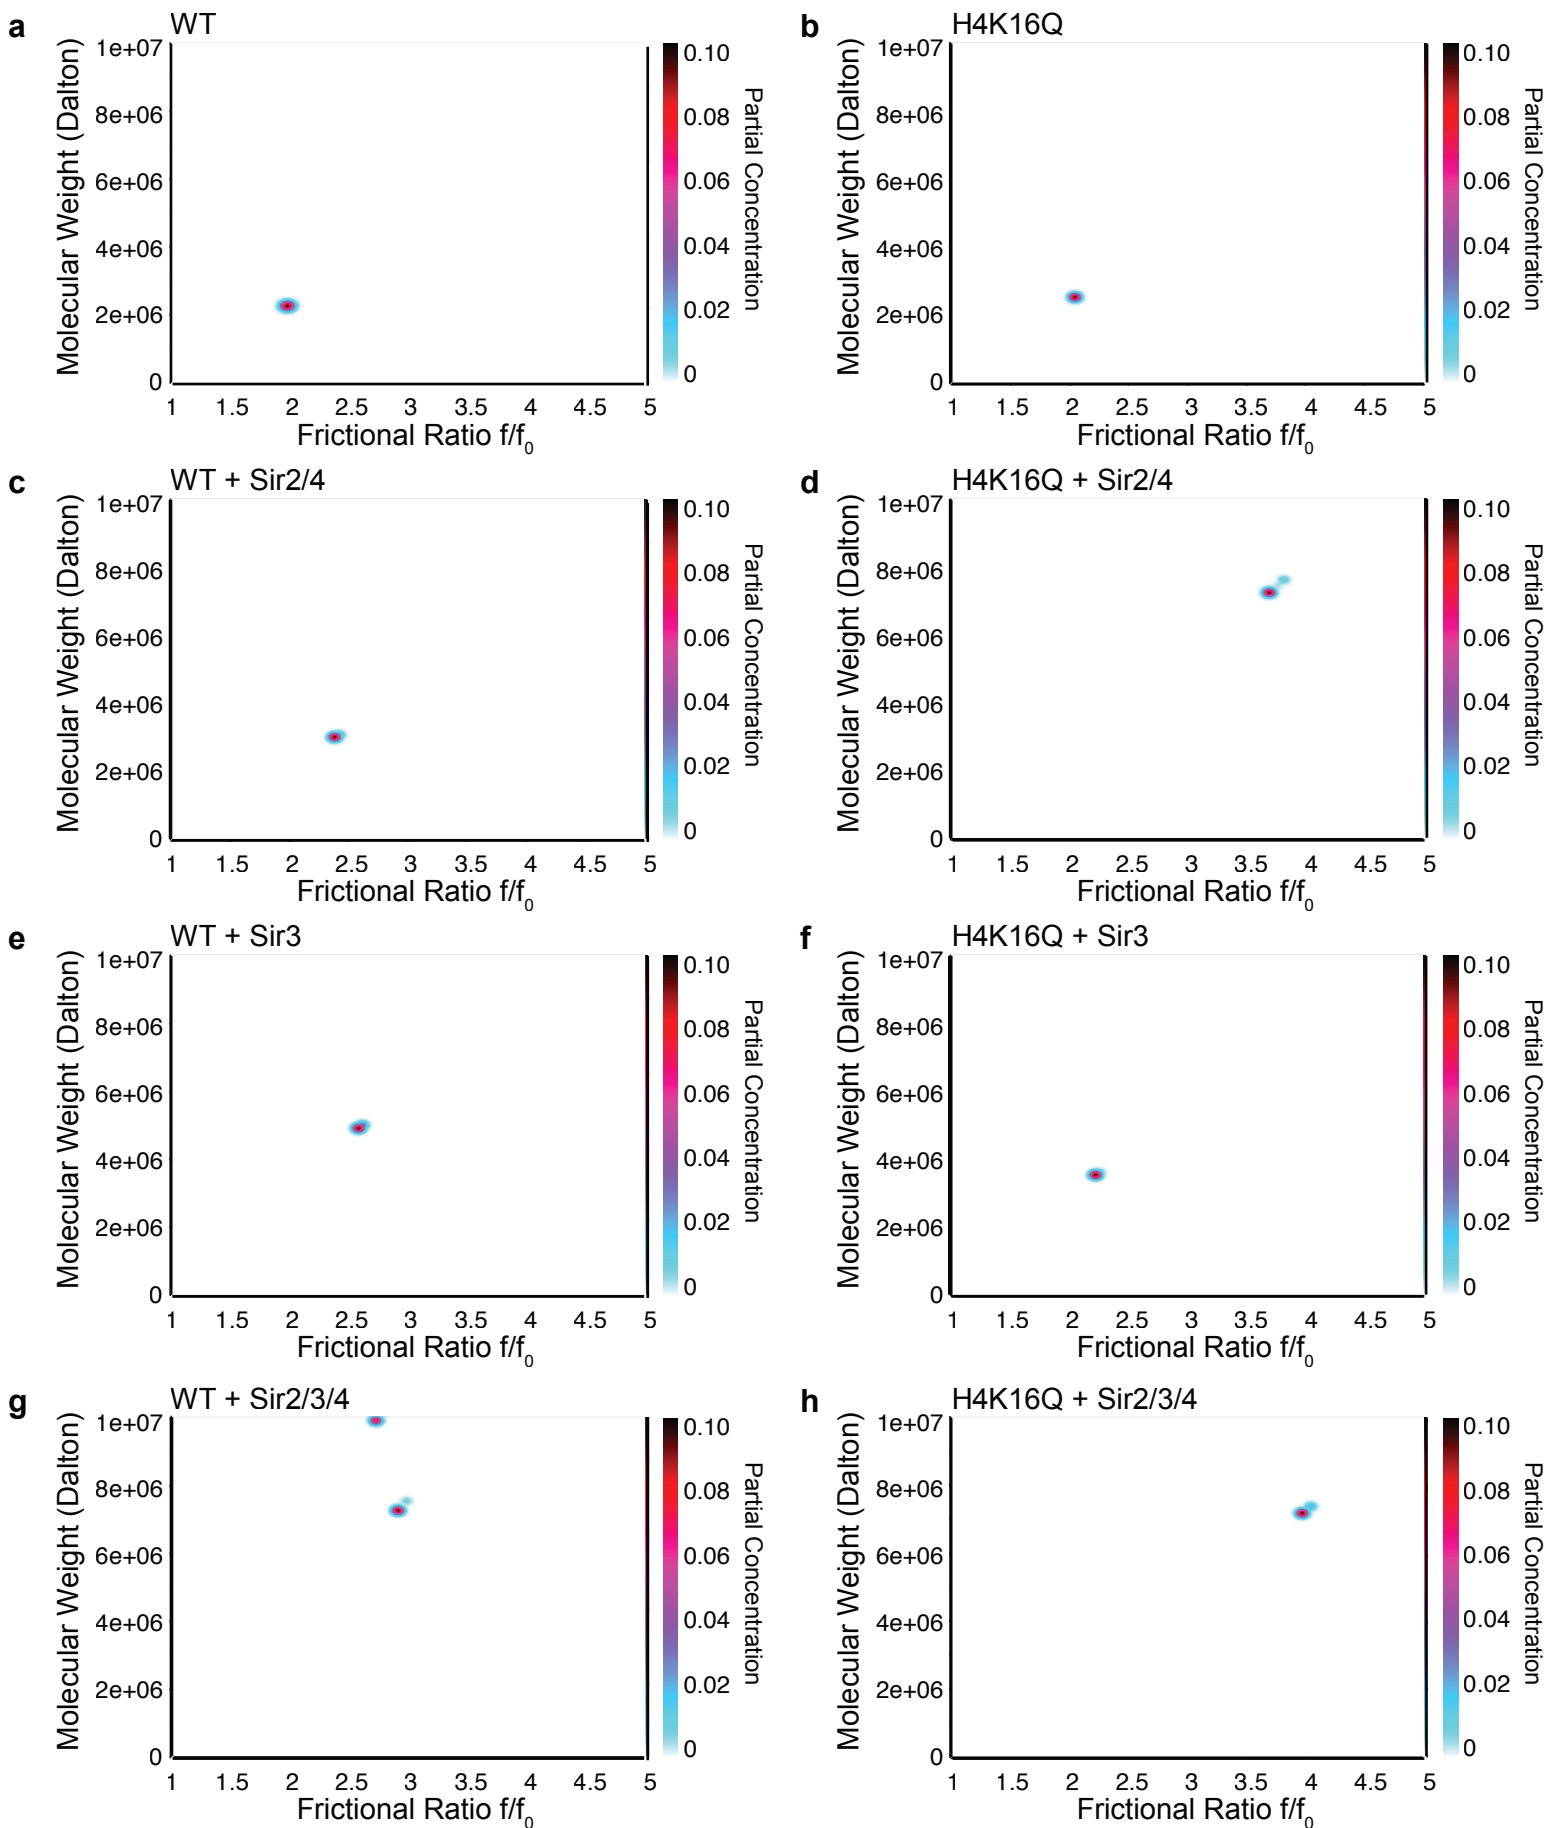 a WT
1e+07
8e+06
6e+06
4e+06
2e+06
0
Molecular Weight (Dalton)
1 1.5 2 2.5 3 3.5 4 4.5 5
Frictional Ratio f/f0
0.10
0.08
0.06
0.04
0.02
0
Partial Concentration
b H4K16Q
1e+07
8e+06
6e+06
4e+06
2e+06
0
Molecular Weight (Dalton)
1 1.5 2 2.5 3 3.5 4 4.5 5
Frictional Ratio f/f0
0.10
0.08
0.06
0.04
0.02
0
Partial Concentration
c WT + Sir2/4
1e+07
8e+06
6e+06
4e+06
2e+06
0
Molecular Weight (Dalton)
1 1.5 2 2.5 3 3.5 4 4.5 5
Frictional Ratio f/f0
0.10
0.08
0.06
0.04
0.02
0
Partial Concentration
d H4K16Q + Sir2/4
1e+07
8e+06
6e+06
4e+06
2e+06
0
Molecular Weight (Dalton)
1 1.5 2 2.5 3 3.5 4 4.5 5
Frictional Ratio f/f0
0.10
0.08
0.06
0.04
0.02
0
Partial Concentration
e WT + Sir3
1e+07
8e+06
6e+06
4e+06
2e+06
0
Molecular Weight (Dalton)
1 1.5 2 2.5 3 3.5 4 4.5 5
Frictional Ratio f/f0
0.10
0.08
0.06
0.04
0.02
0
Partial Concentration
f H4K16Q + Sir3
1e+07
8e+06
6e+06
4e+06
2e+06
0
Molecular Weight (Dalton)
1 1.5 2 2.5 3 3.5 4 4.5 5
Frictional Ratio f/f0
0.10
0.08
0.06
0.04
0.02
0
Partial Concentration
g WT + Sir2/3/4
1e+07
8e+06
6e+06
4e+06
2e+06
0
Molecular Weight (Dalton)
1 1.5 2 2.5 3 3.5 4 4.5 5
Frictional Ratio f/f0
0.10
0.08
0.06
0.04
0.02
0
Partial Concentration
h H4K16Q + Sir2/3/4
1e+07
8e+06
6e+06
4e+06
2e+06
0
Molecular Weight (Dalton)
1 1.5 2 2.5 3 3.5 4 4.5 5
Frictional Ratio f/f0
0.10
0.08
0.06
0.04
0.02
0
Partial Concentration